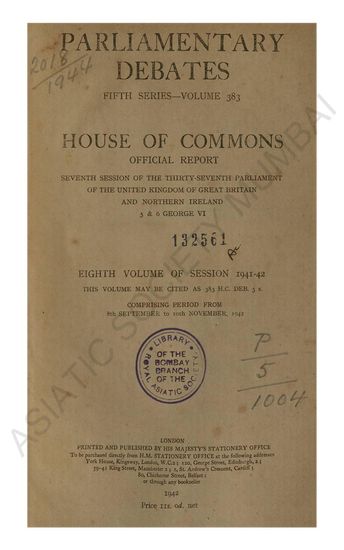 PARLIAMENTARY
DEBATES
2018/1944
FIFTH SERIES—VOLUME 383
HOUSE OF COMMONS
OFFICIAL REPORT
SEVENTH SESSION OF THE THIRTY-SEVENTH PARLIAMENT
OF THE UNITED KINGDOM OF GREAT BRITAIN
AND NORTHERN IRELAND
5 & 6 GEORGE VI
132561
EIGHTH VOLUME OF SESSION 1941-42
THIS VOLUME MAY BE CITED AS 383 H.C. DEB. 5 s.
COMPRISING PERIOD FROM
8th SEPTEMBER to 10th NOVEMBER, 1942
LIBRARY
OF THE
BOMBAY
BRANCH
OF THE
ROYAL ASIATIC SOCIETY
P
5
1004
LONDON
PRINTED AND PUBLISHED BY HIS MAJESTY'S STATIONERY OFFICE
To be purchased directly from H.M. STATIONERY OFFICE at the following addresses
York House, Kingsway, London, W.C.2; 120, George Street, Edinburgh, 2;
39-41 King Street, Manchester 2; 1, St. Andrew's Crescent, Cardiff;
80, Chichester Street, Belfast;
or through any bookseller
1942
Price 11s. 0d. net
ASIATIC SOCIETY MUMBAI